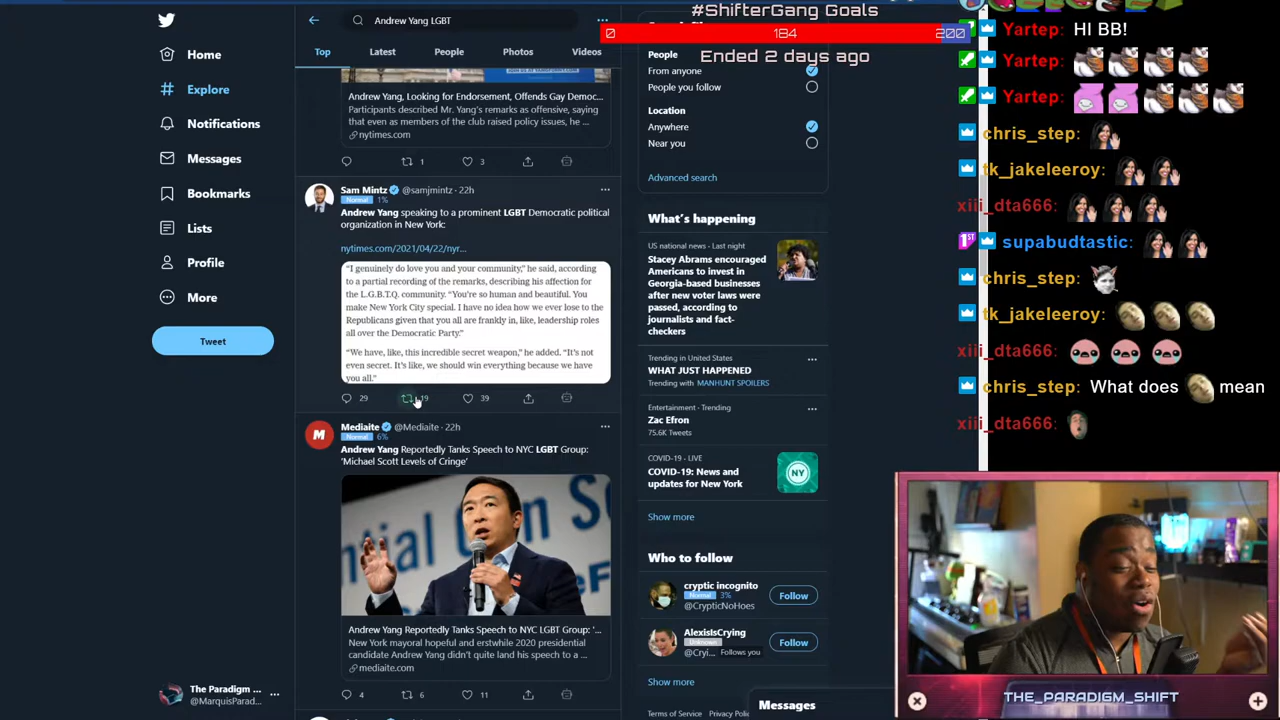 Home
Explore
Notifications
Messages
Bookmarks
Lists
Profile
More
Tweet
The Paradigm ...
@MarquisParad...
Andrew Yang LGBT
Top
Latest
People
Photos
Videos
Andrew Yang, Looking for Endorsement, Offends Gay Democ...
Participants described Mr. Yang's remarks as offensive, saying
that even as members of the club raised policy issues, he ...
nytimes.com
1
3
Sam Mintz @samjmintz · 22h
Normal 1%
Andrew Yang speaking to a prominent LGBT Democratic political
organization in New York:
nytimes.com/2021/04/22/nyr...
"I genuinely do love you and your community," he said, according
to a partial recording of the remarks, describing his affection for
the L.G.B.T.Q. community. "You're so human and beautiful. You
make New York City special. I have no idea how we ever lose to the
Republicans given that you all are frankly in, like, leadership roles
all over the Democratic Party."
"We have, like, this incredible secret weapon," he added. "It's not
even secret. It's like, we should win everything because we have
you all."
29
19
39
Mediaite @Mediaite · 22h
Normal 6%
Andrew Yang Reportedly Tanks Speech to NYC LGBT Group:
'Michael Scott Levels of Cringe'
Andrew Yang Reportedly Tanks Speech to NYC LGBT Group: '...
New York mayoral hopeful and erstwhile 2020 presidential
candidate Andrew Yang didn't quite land his speech to a ...
mediaite.com
4
6
11
#ShifterGang Goals
0
184
200
Ended 2 days ago
People
From anyone
People you follow
Location
Anywhere
Near you
Advanced search
What's happening
US national news · Last night
Stacey Abrams encouraged
Americans to invest in
Georgia-based businesses
after new voter laws were
passed, according to
journalists and fact-
checkers
Trending in United States
WHAT JUST HAPPENED
Trending with MANHUNT SPOILERS
Entertainment · Trending
Zac Efron
75.6K Tweets
COVID-19 · LIVE
COVID-19: News and
updates for New York
NY
Show more
Who to follow
cryptic incognito
Normal 3%
@CrypticNoHoes
Follow
AlexisIsCrying
Unknown
@Cryi... Follows you
Follow
Show more
Terms of Service Privacy Polic
Messages
Yartep: HI BB!
Yartep:
Yartep:
chris_step:
tk_jakeleeroy:
xiii_dta666:
1ST supabudtastic:
chris_step:
tk_jakeleeroy:
xiii_dta666:
chris_step: What does mean
xiii_dta666:
THE_PARADIGM_SHIFT